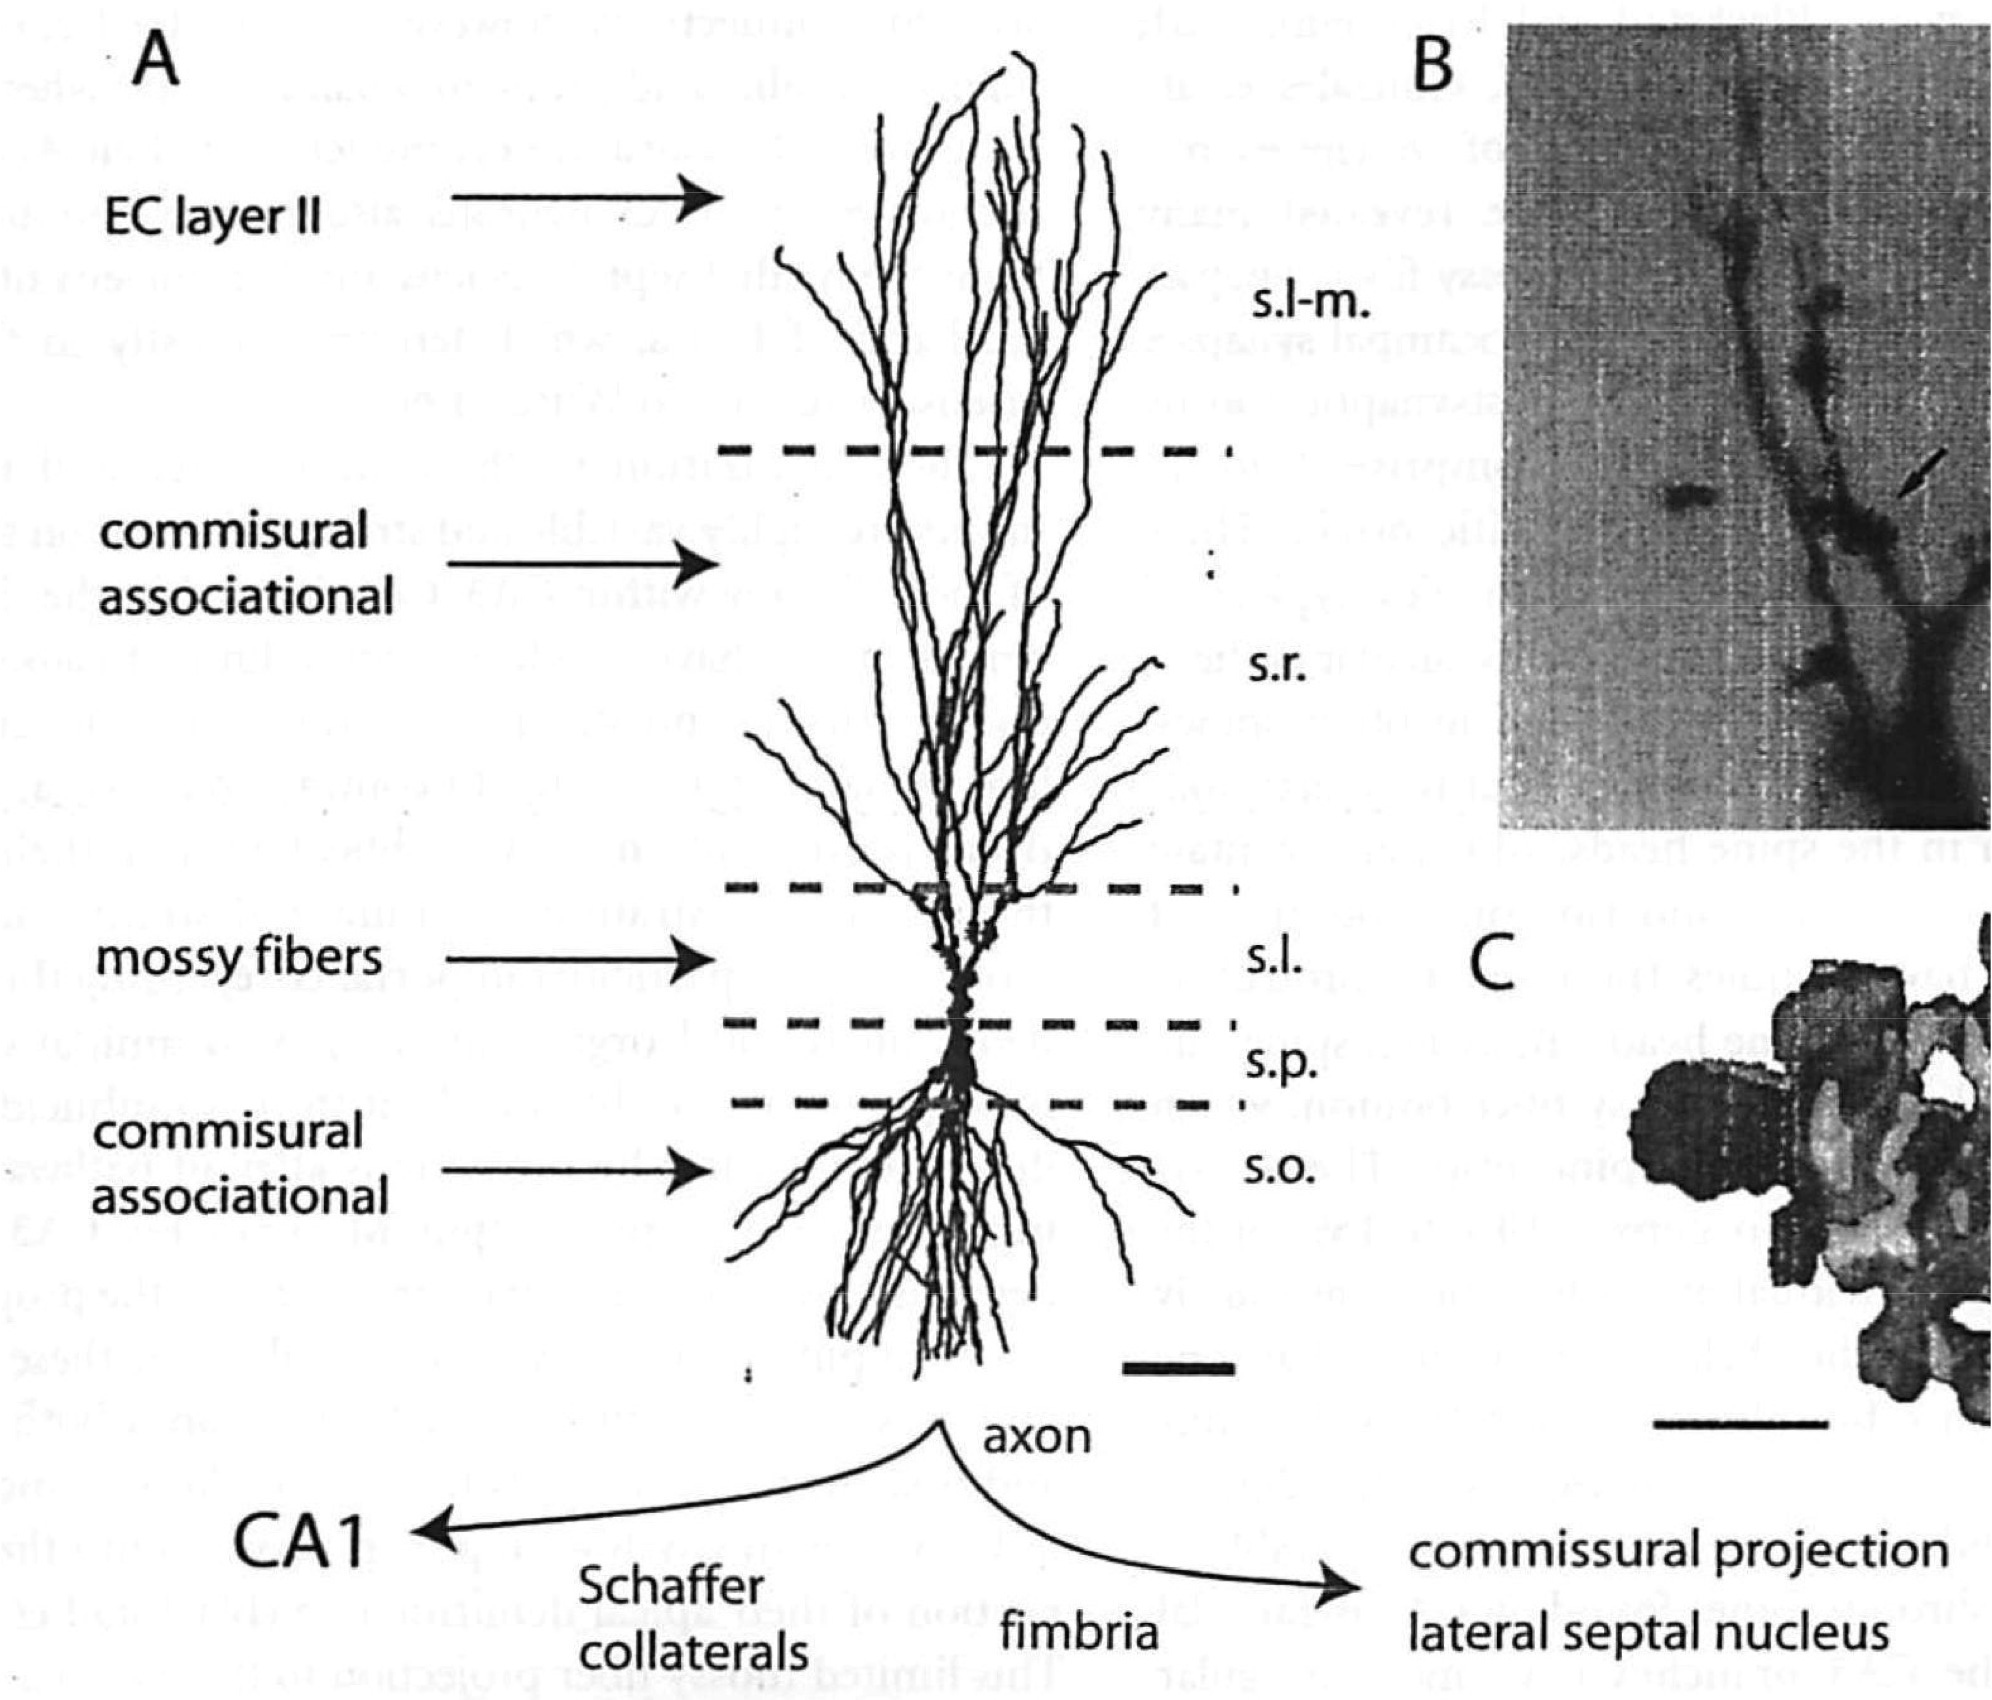 A
B
EC layer II
s.l-m.
commisural
associational
s.r.
mossy fibers
s.l.
C
s.p.
commisural
associational
s.o.
axon
CA1
Schaffer
collaterals
fimbria
commissural projection
lateral septal nucleus